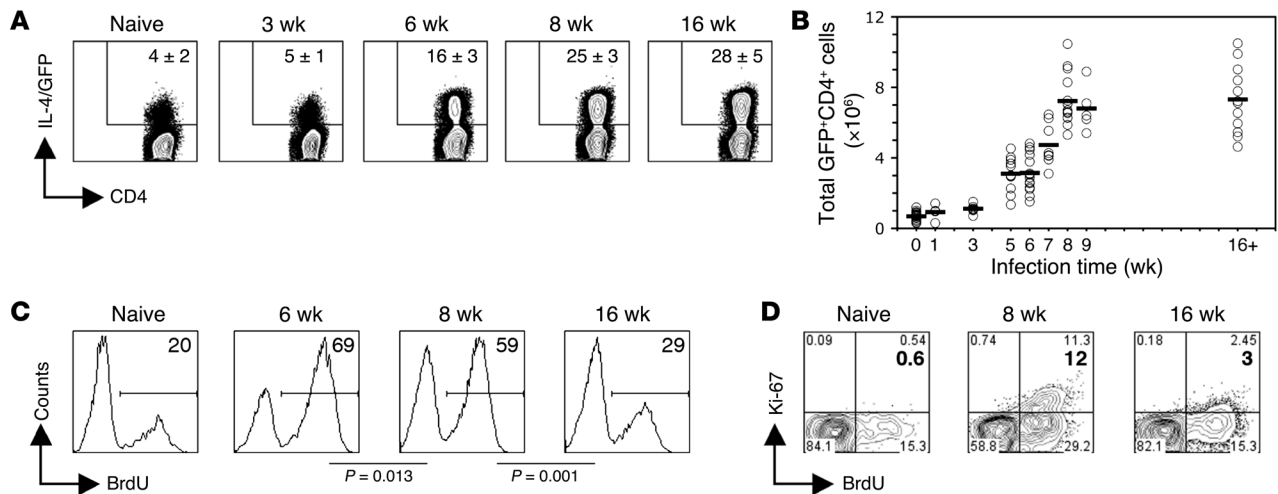 A
Naive
3 wk
6 wk
8 wk
16 wk
IL-4/GFP
4 ± 2
5 ± 1
16 ± 3
25 ± 3
28 ± 5
CD4
B
Total GFP⁺CD4⁺ cells
(×10⁶)
12
8
4
0
0 1 3 5 6 7 8 9 16+
Infection time (wk)
C
Naive
6 wk
8 wk
16 wk
Counts
20
69
59
29
BrdU
P = 0.013
P = 0.001
D
Naive
8 wk
16 wk
Ki-67
0.09 0.54
0.6
84.1 15.3
0.74 11.3
12
58.8 29.2
0.18 2.45
3
82.1 15.3
BrdU